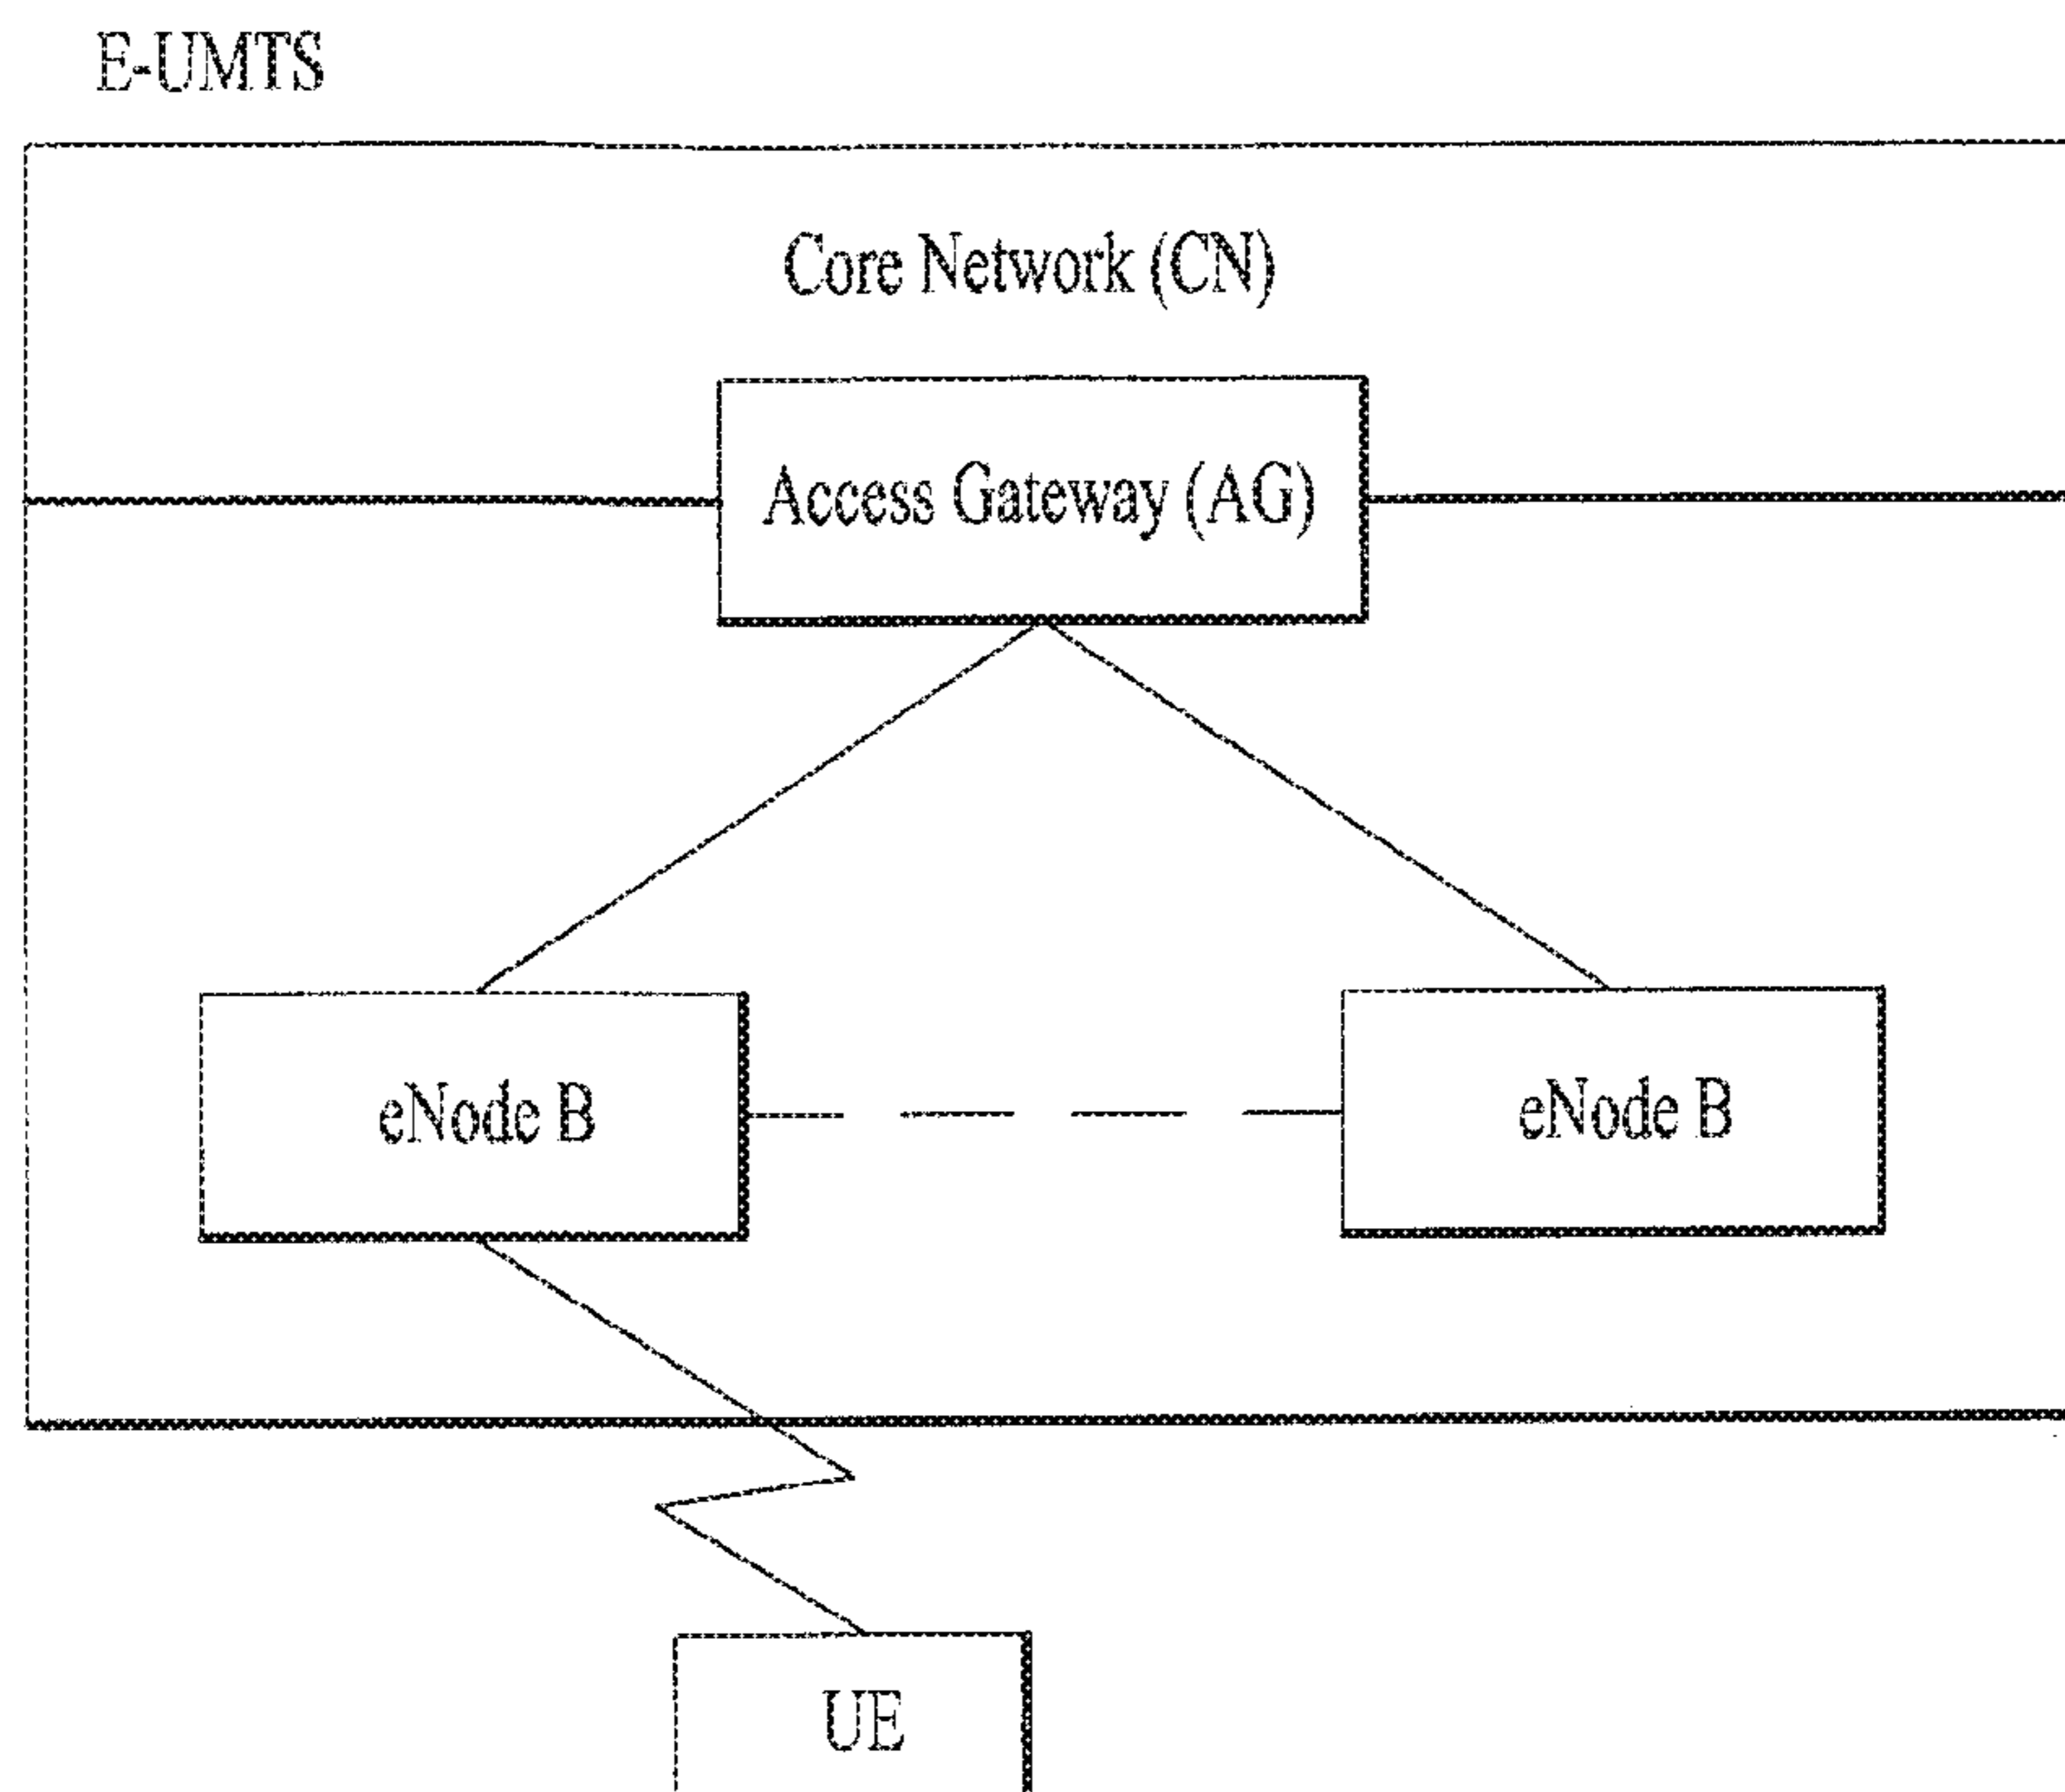 E-UMTS
Core Network (CN)
Access Gateway (AG)
eNode B
eNode B
UE